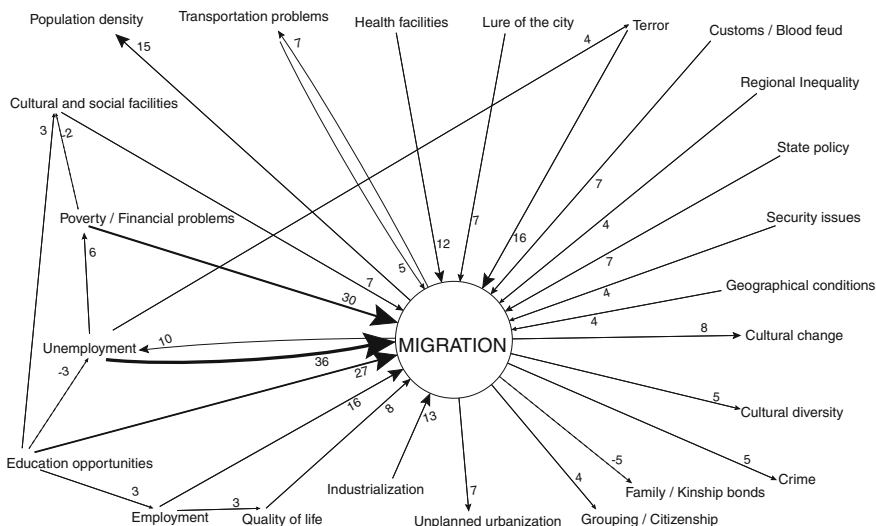 Population density
Transportation problems
Health facilities
Lure of the city
Terror
Customs / Blood feud
15
7
4
Regional Inequality
Cultural and social facilities
3
-2
State policy
7
Poverty / Financial problems
Security issues
6
12
7
16
4
7
5
Geographical conditions
7
30
4
4
Unemployment
10
MIGRATION
8
Cultural change
-3
36
27
5
Cultural diversity
16
8
13
Education opportunities
-5
5
Crime
3
3
Industrialization
7
4
Family / Kinship bonds
Employment
Quality of life
Unplanned urbanization
Grouping / Citizenship